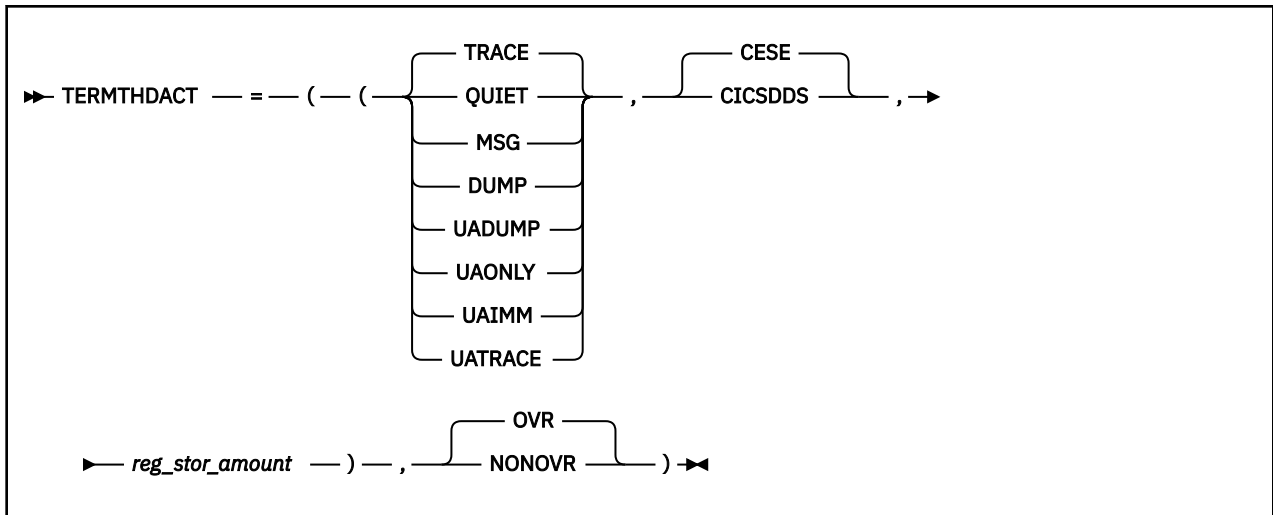 TRACE CESE
TERMTHDACT = ( ( QUIET , CICSDDS ,
MSG
DUMP
UADUMP
UAONLY
UAIMM
UATRACE
OVR
reg_stor_amount ) , NONOVR )